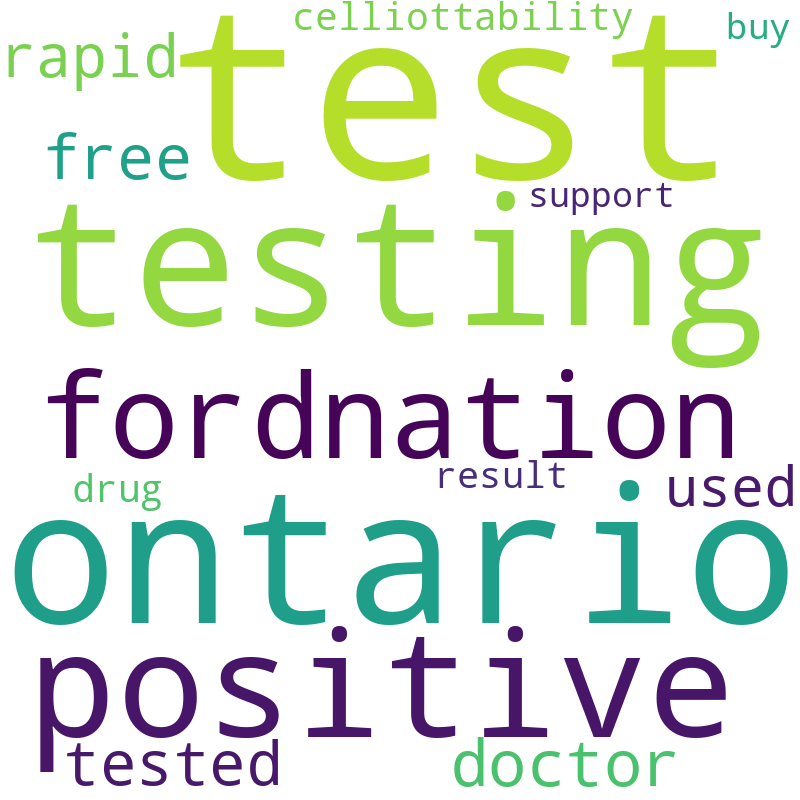 celliottability
buy
rapid
test
free
support
testing
fordnation
result
drug
used
ontario
positive
tested
doctor